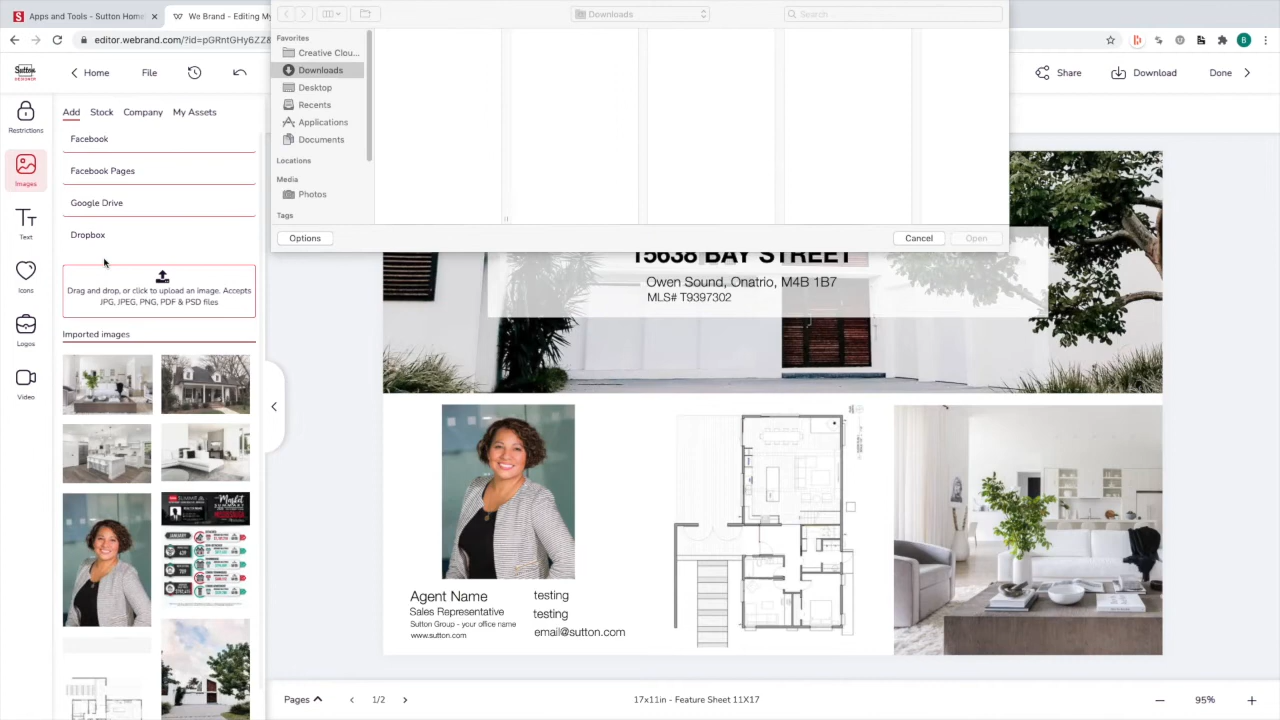 Apps and Tools - Sutton Home
We Brand - Editing My
editor.webrand.com/?id=pGRntGHy6ZZ&
B
Sutton
DESIGNER
Home
File
Share
Download
Done
Downloads
Search
Favorites
Creative Clou...
Downloads
Desktop
Recents
Applications
Documents
Locations
Media
Photos
Tags
Options
Cancel
Open
Restrictions
Images
Text
Icons
Logos
Video
Add
Stock
Company
My Assets
Facebook
Facebook Pages
Google Drive
Dropbox
Drag and drop, or click to upload an image. Accepts
JPG, JPEG, PNG, PDF & PSD files
Imported images
15638 BAY STREET
Owen Sound, Onatrio, M4B 1B7
MLS# T9397302
Agent Name
Sales Representative
Sutton Group - your office name
www.sutton.com
testing
testing
email@sutton.com
Pages
1/2
17x11in - Feature Sheet 11X17
95%